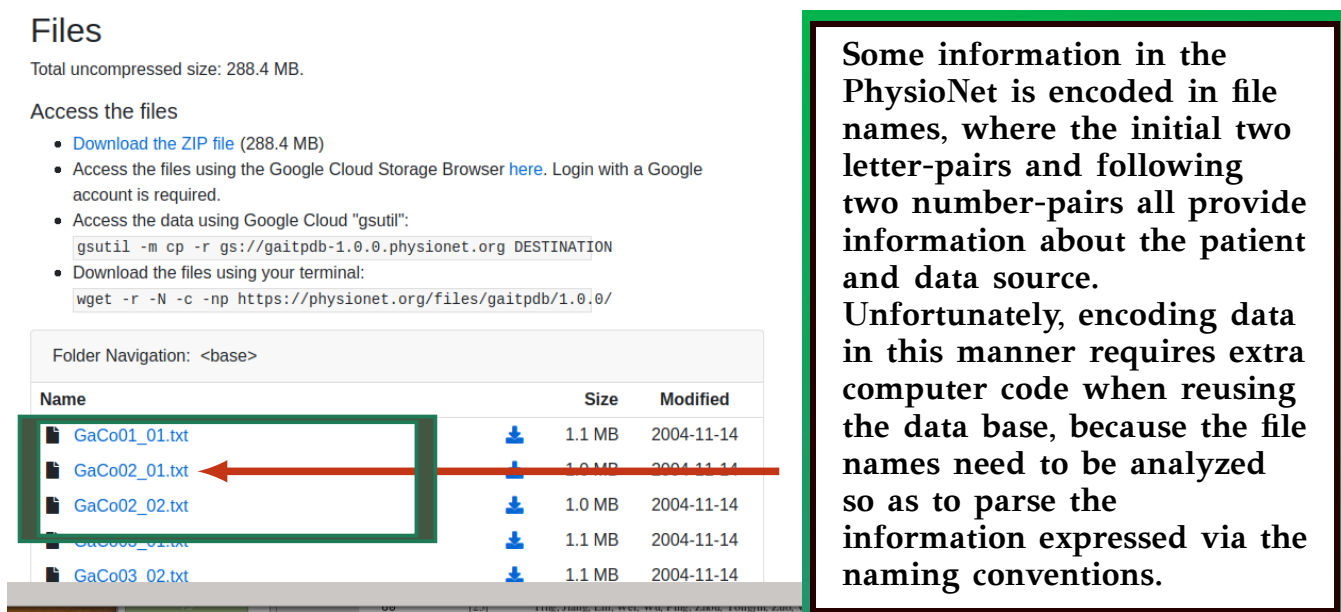 Files
Total uncompressed size: 288.4 MB.
Access the files
Download the ZIP file (288.4 MB)
Access the files using the Google Cloud Storage Browser here. Login with a Google
account is required.
Access the data using Google Cloud "gsutil":
gsutil -m cp -r gs://gaitpdb-1.0.0.physionet.org DESTINATION
Download the files using your terminal:
wget -r -N -c -np https://physionet.org/files/gaitpdb/1.0.0/
Folder Navigation: <base>
Name Size Modified
GaCo01_01.txt 1.1 MB 2004-11-14
GaCo02_01.txt 1.0 MB 2004-11-14
GaCo02_02.txt 1.0 MB 2004-11-14
GaCo03_01.txt 1.1 MB 2004-11-14
GaCo03_02.txt 1.1 MB 2004-11-14
Some information in the
PhysioNet is encoded in file
names, where the initial two
letter-pairs and following
two number-pairs all provide
information about the patient
and data source.
Unfortunately, encoding data
in this manner requires extra
computer code when reusing
the data base, because the file
names need to be analyzed
so as to parse the
information expressed via the
naming conventions.